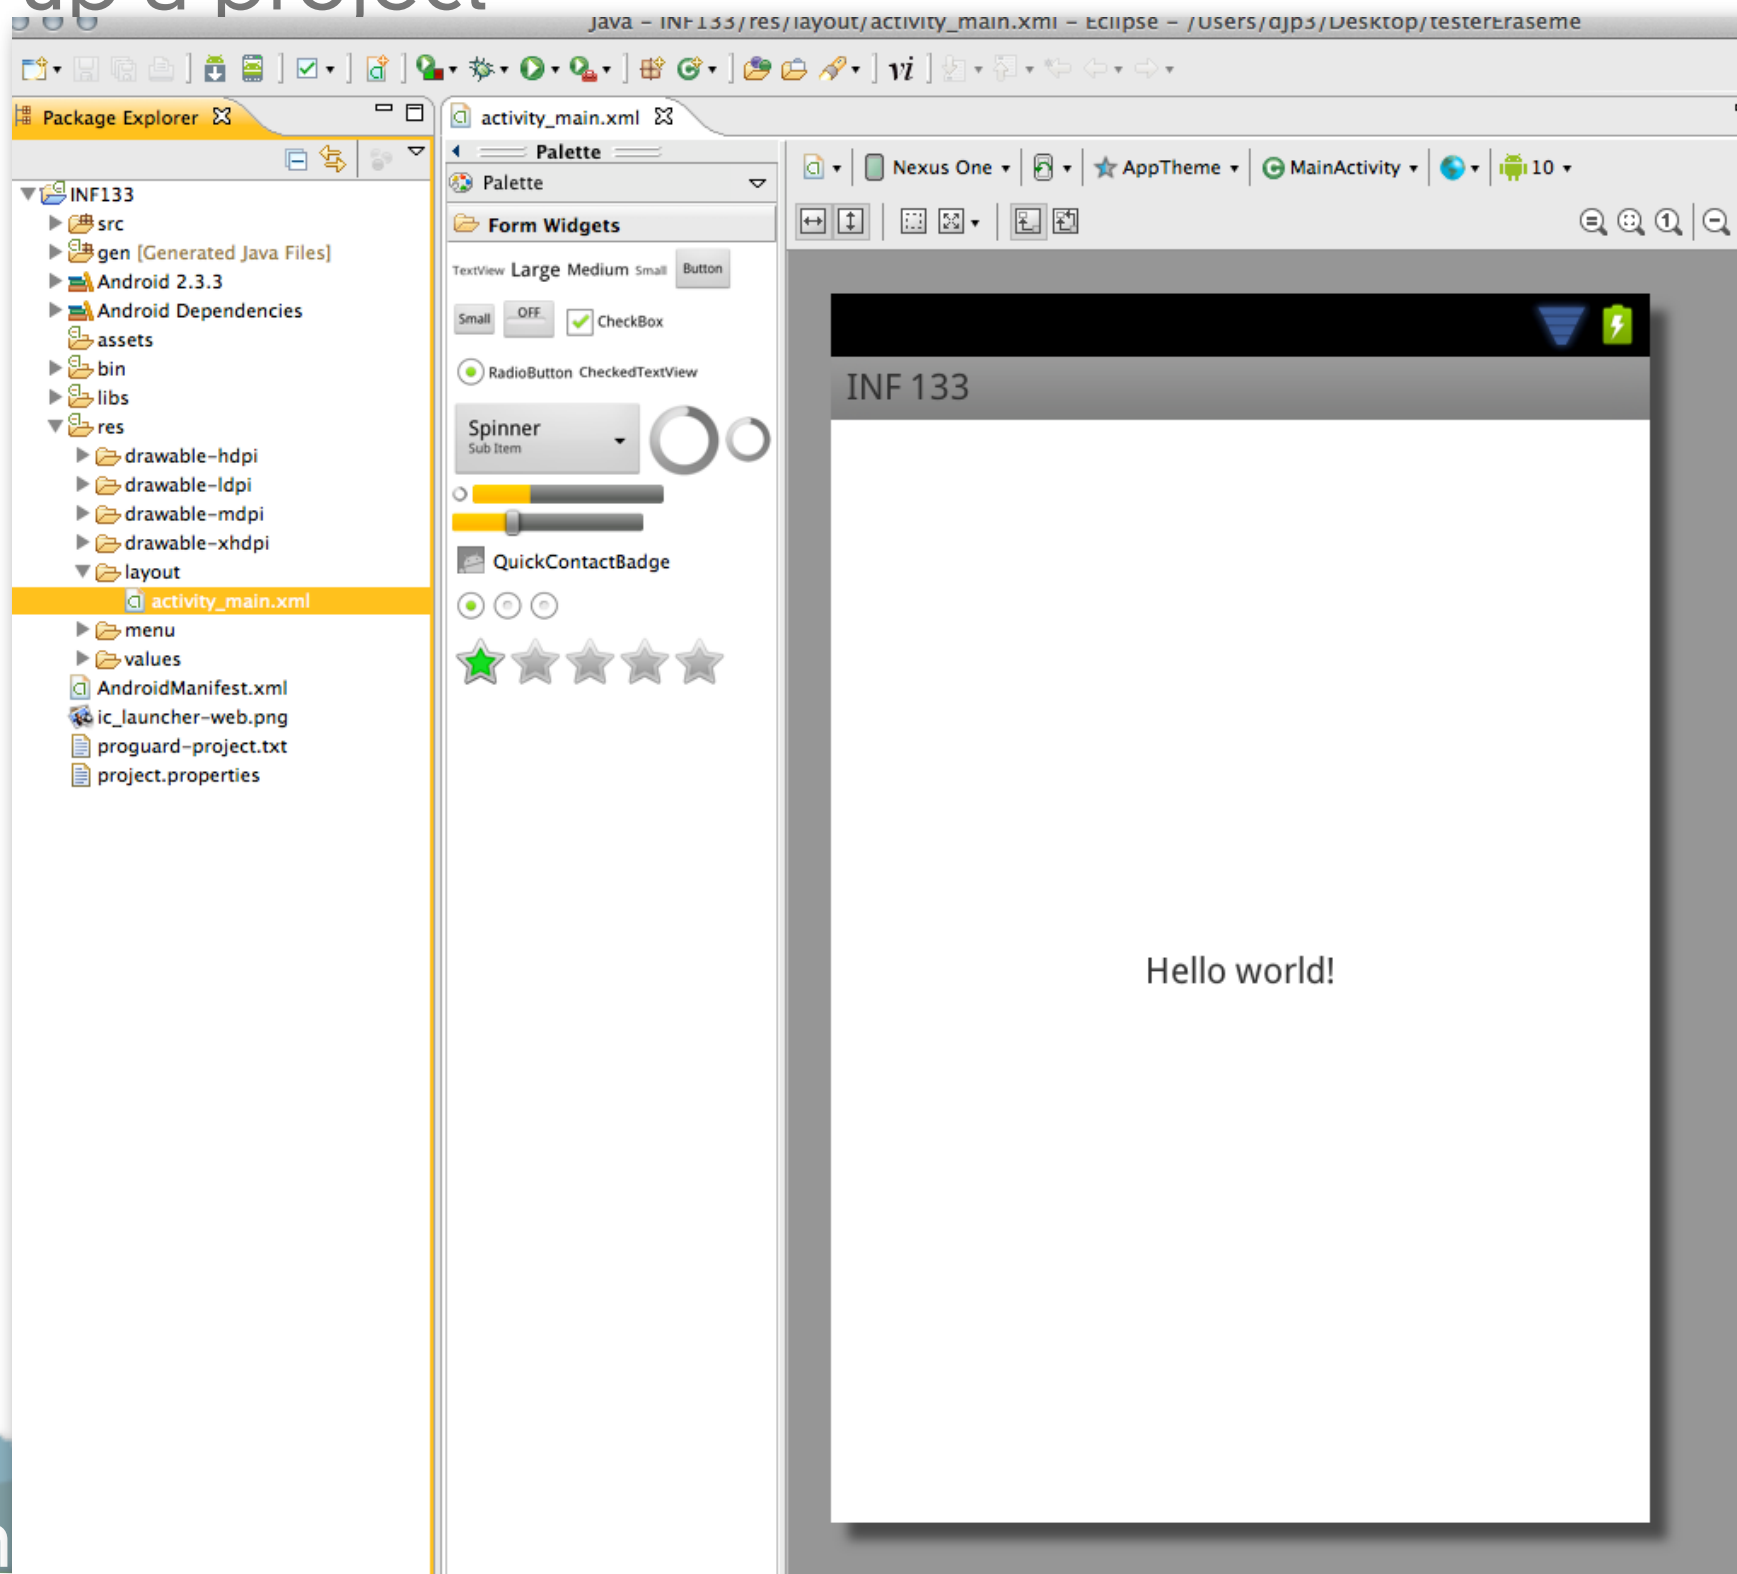 up a project
Java – INF133/res/layout/activity_main.xml – Eclipse – /Users/djp3/Desktop/testerEraseme
vi
Package Explorer
activity_main.xml
Palette
Nexus One
AppTheme
MainActivity
10
Palette
INF133
src
gen [Generated Java Files]
Android 2.3.3
Android Dependencies
assets
bin
libs
res
drawable-hdpi
drawable-ldpi
drawable-mdpi
drawable-xhdpi
layout
activity_main.xml
menu
values
AndroidManifest.xml
ic_launcher-web.png
proguard-project.txt
project.properties
Form Widgets
TextView Large Medium Small Button
Small OFF CheckBox
RadioButton CheckedTextView
Spinner
Sub Item
QuickContactBadge
INF 133
Hello world!